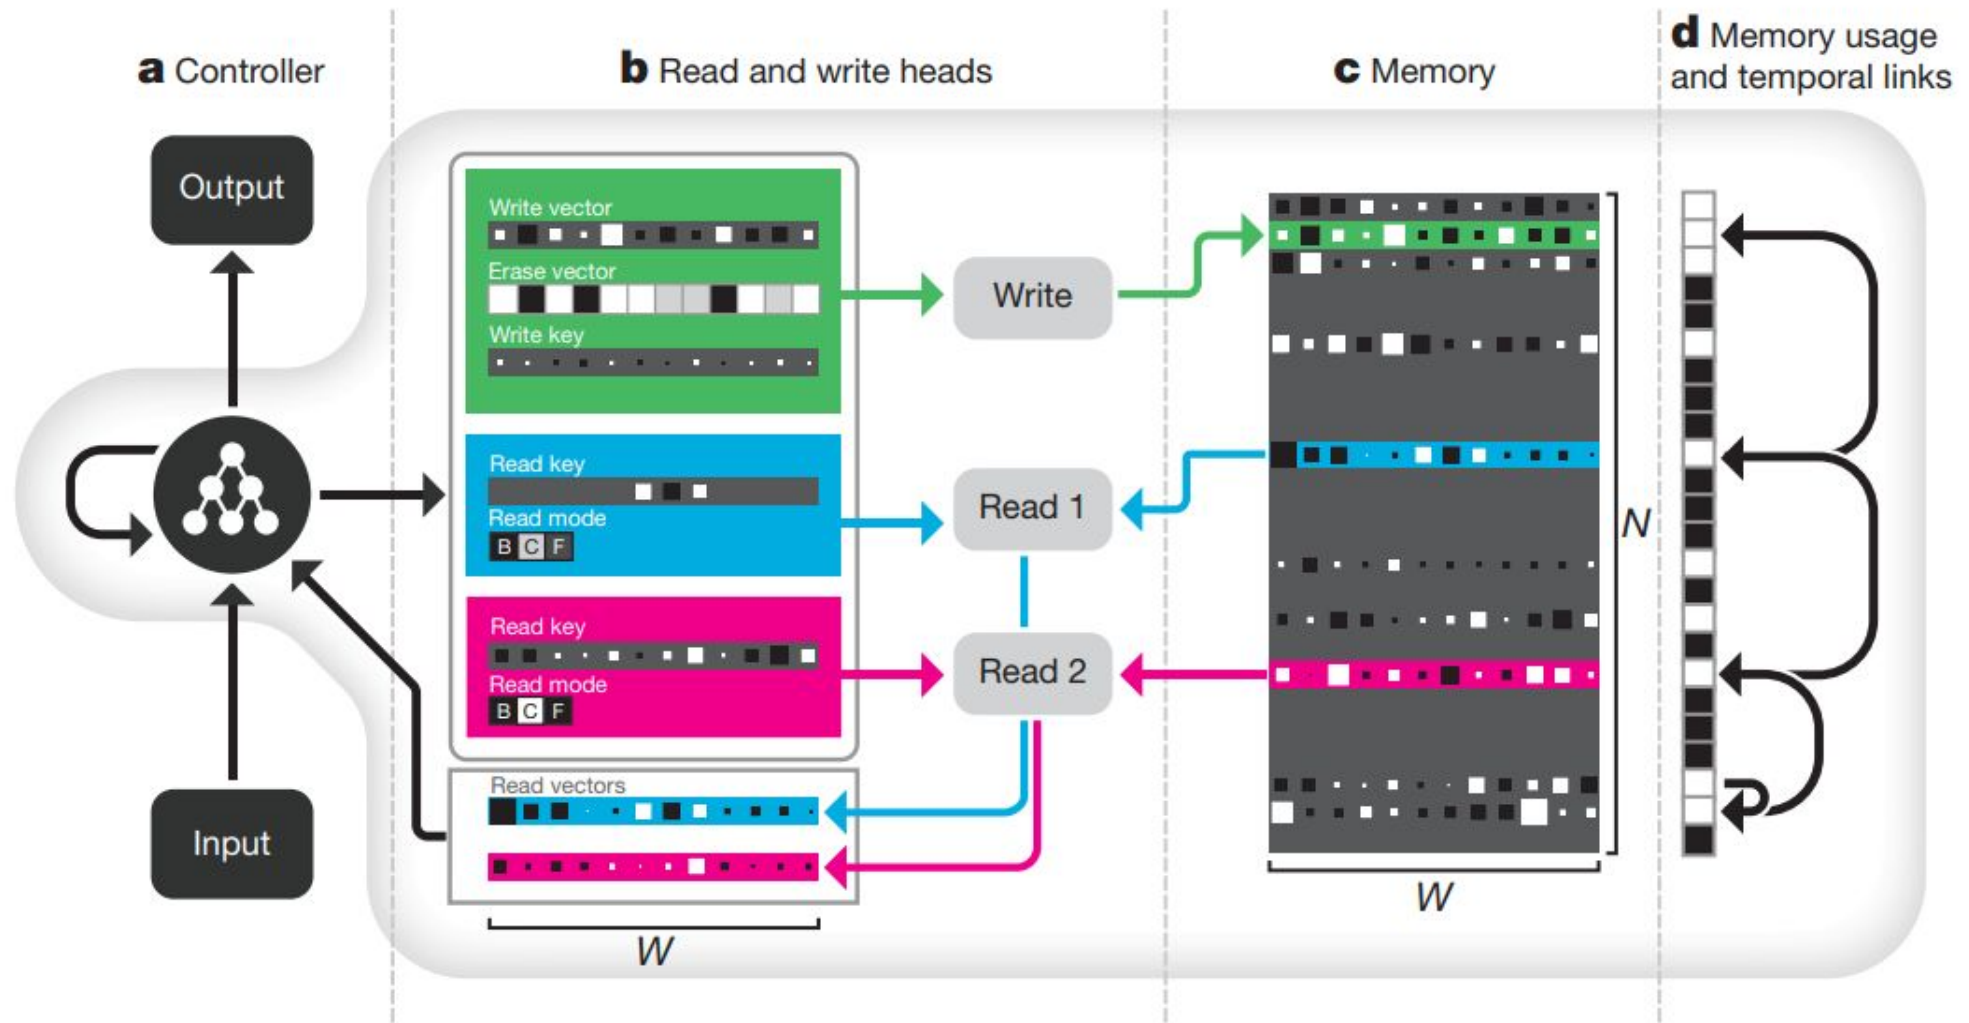 a Controller
b Read and write heads
c Memory
d Memory usage
and temporal links
Output
Input
Write vector
Erase vector
Write key
Read key
Read mode
B C F
Read key
Read mode
B C F
Read vectors
W
Write
Read 1
Read 2
N
W